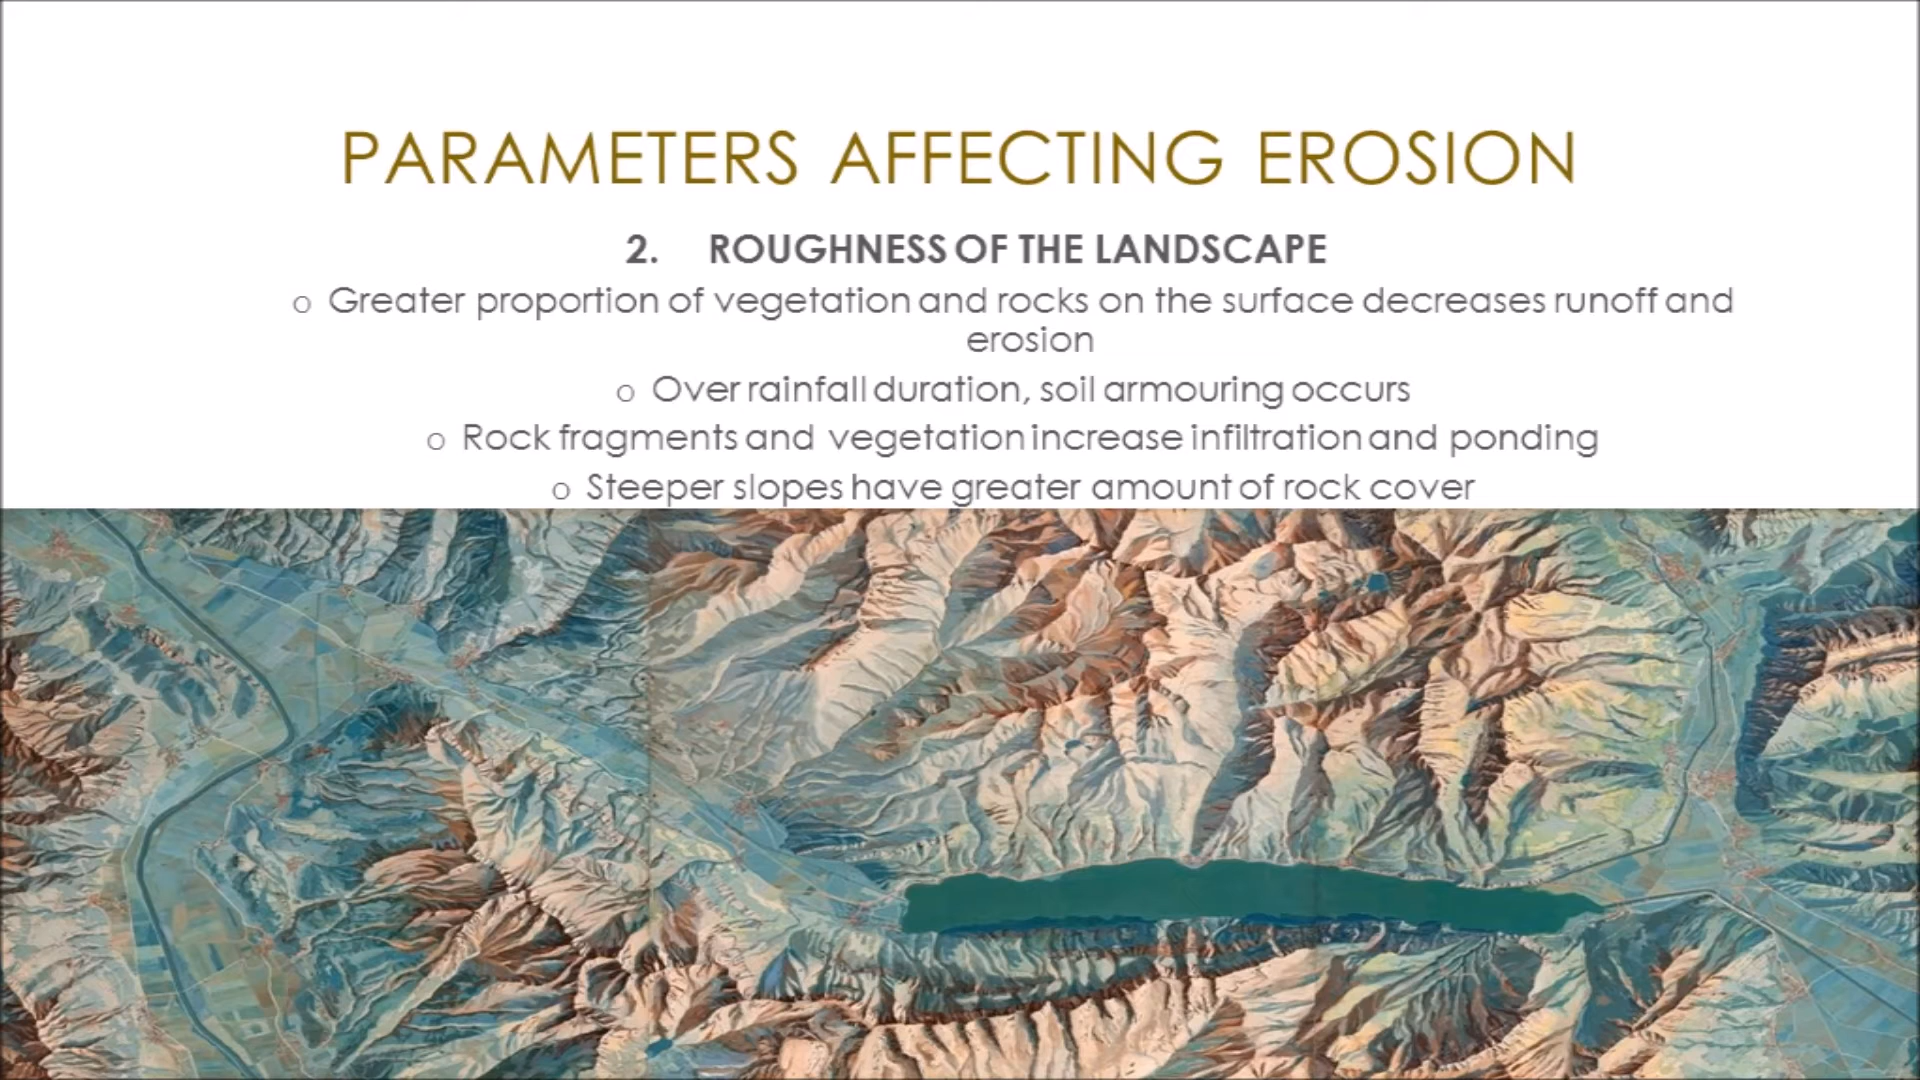 PARAMETERS AFFECTING EROSION
2. ROUGHNESS OF THE LANDSCAPE
o Greater proportion of vegetation and rocks on the surface decreases runoff and
erosion
o Over rainfall duration, soil armouring occurs
o Rock fragments and vegetation increase infiltration and ponding
o Steeper slopes have greater amount of rock cover